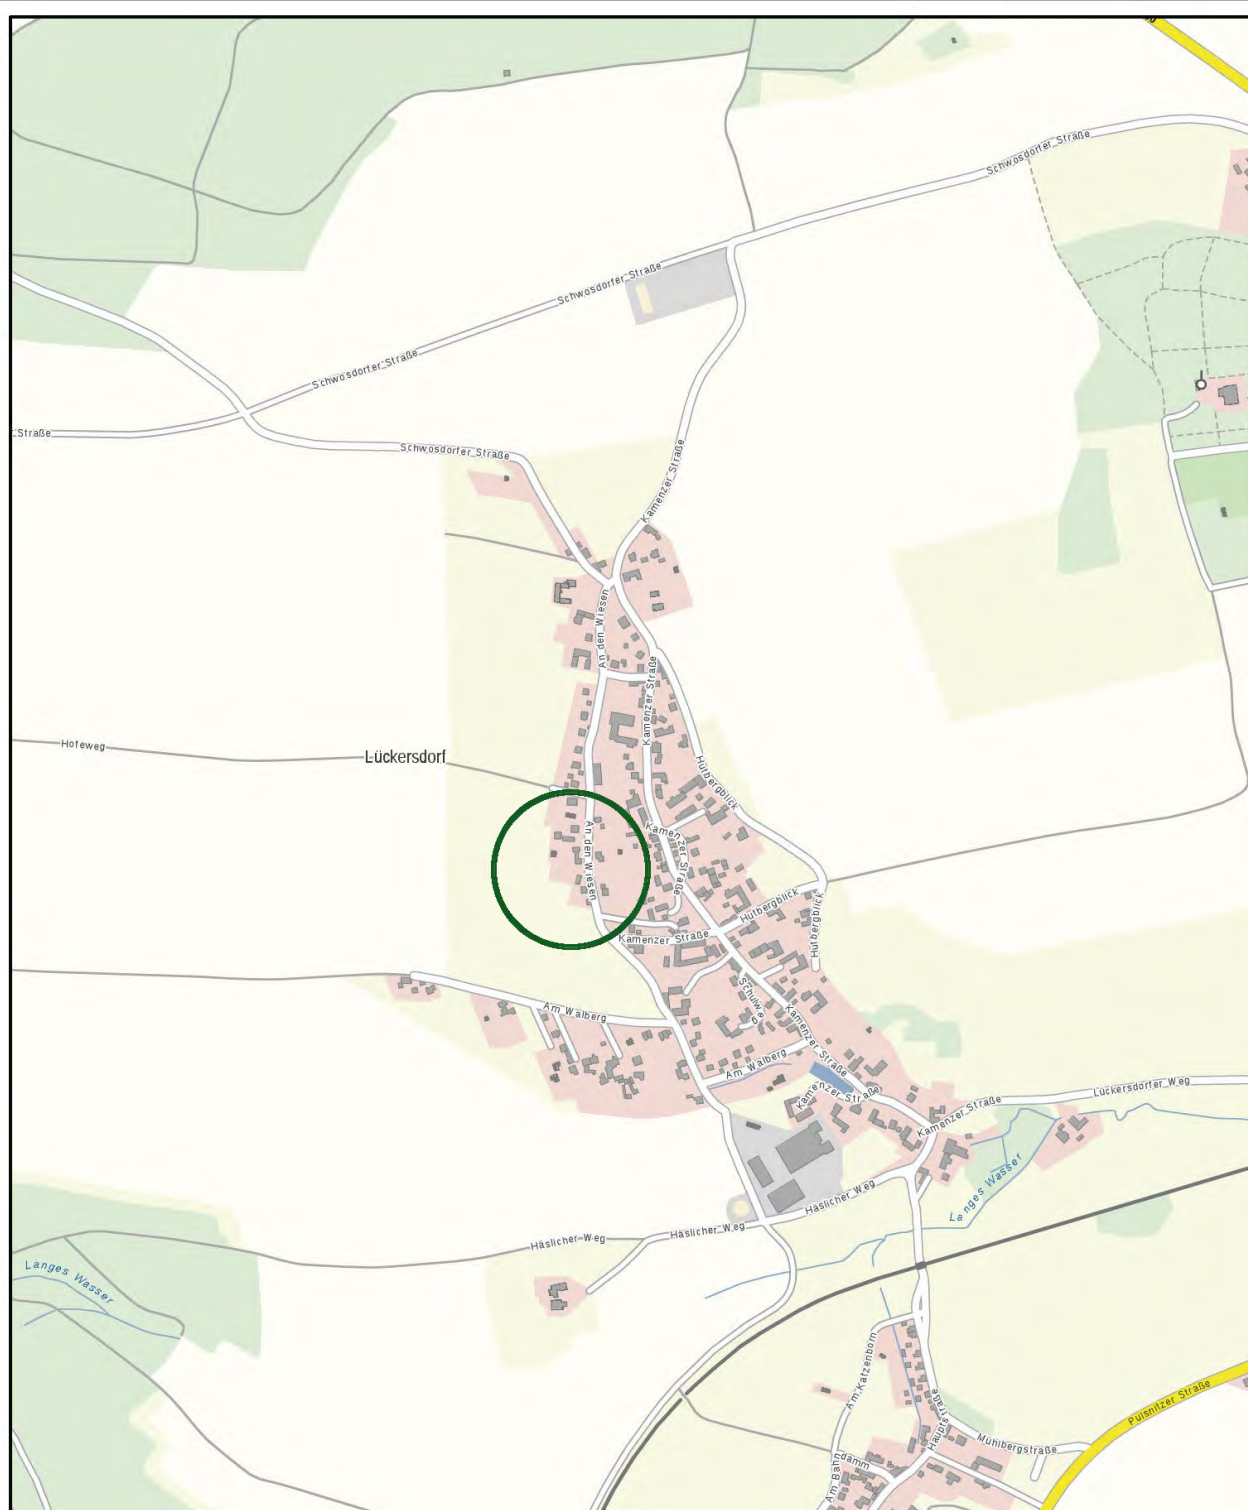 Schwosdorfer Straße
Schwosdorfer Straße
Schwosdorfer Straße
Straße
Schwosdorfer Straße
Kamenzer Straße
An den Wiesen
Kamenzer Straße
Hofeweg
Lückersdorf
Hutbergblick
An den Wiesen
Kamenzer Straße
Hutbergblick
Hutbergblick
Kamenzer Straße
Schulwe
Am Walberg
Kamenzer Straße
Am Walberg
Kamenzer Straße
Lückersdorfer Weg
Kamenzer Straße
Langes Wasser
Häslicher Weg
Häslicher Weg
Häslicher Weg
Langes Wasser
Am Katzenborn
Pulsnitzer Straße
Hauptstraße
Mühlbergstraße
Am Bahndamm